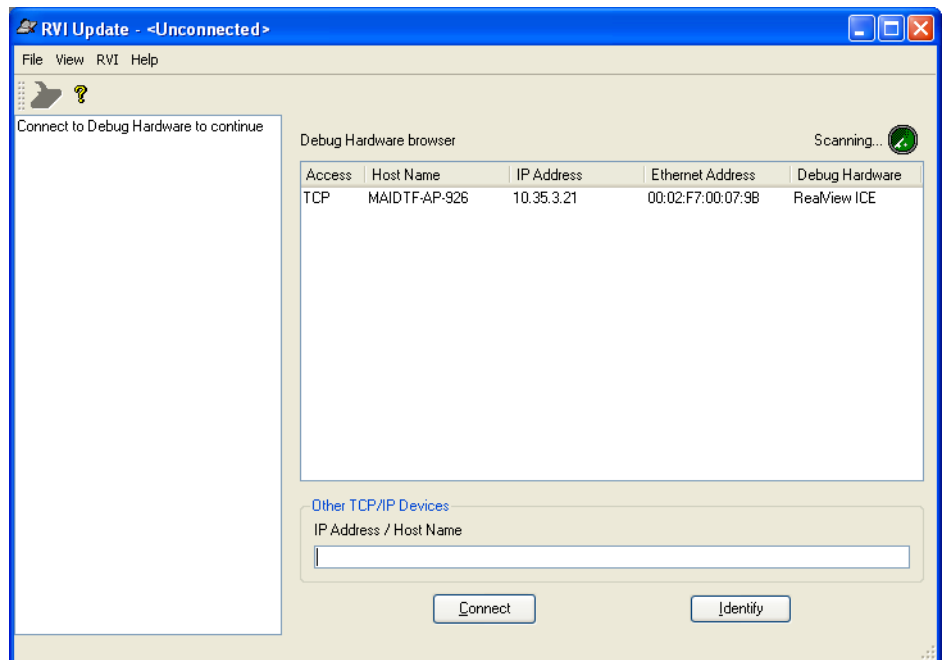 RVI Update - <Unconnected>
File View RVI Help
Connect to Debug Hardware to continue
Debug Hardware browser
Scanning...
Access Host Name IP Address Ethernet Address Debug Hardware
TCP MAIDTF-AP-926 10.35.3.21 00:02:F7:00:07:9B RealView ICE
Other TCP/IP Devices
IP Address / Host Name
Connect Identify